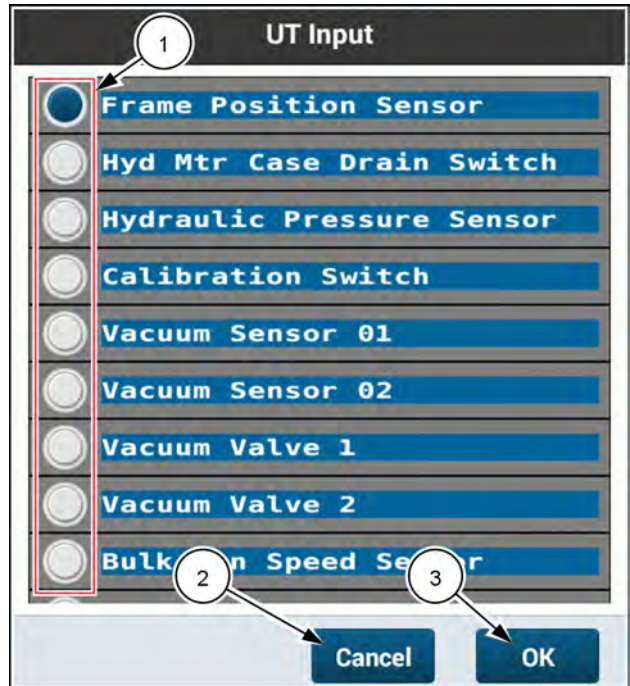 UT Input
1
Frame Position Sensor
Hyd Mtr Case Drain Switch
Hydraulic Pressure Sensor
Calibration Switch
Vacuum Sensor 01
Vacuum Sensor 02
Vacuum Valve 1
Vacuum Valve 2
Bulk Speed
2
3
Cancel
OK